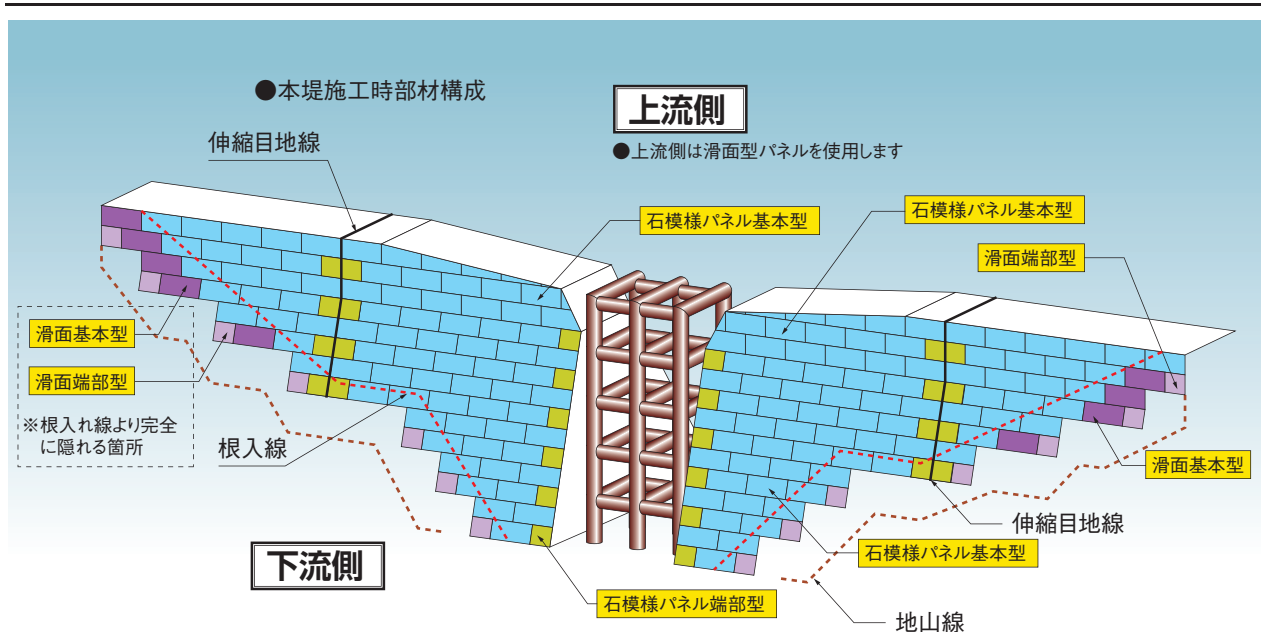 ●本堤施工時部材構成
上流側
●上流側は滑面型パネルを使用します
伸縮目地線
石模様パネル基本型
石模様パネル基本型
滑面端部型
滑面基本型
滑面端部型
※根入れ線より完全
に隠れる箇所
根入線
滑面基本型
伸縮目地線
石模様パネル基本型
下流側
石模様パネル端部型
地山線